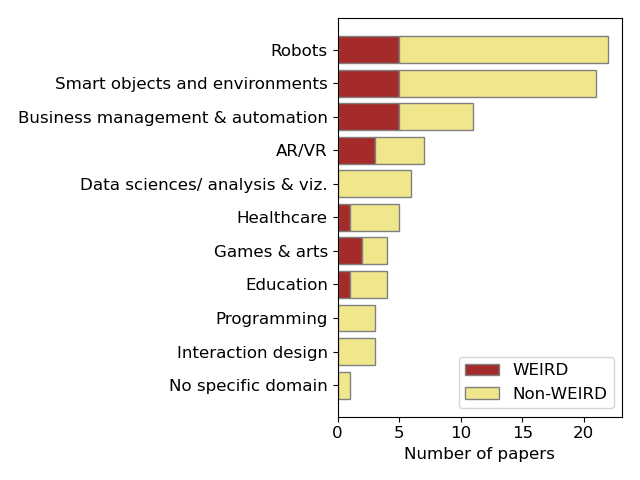 Robots
Smart objects and environments
Business management & automation
AR/VR
Data sciences/ analysis & viz.
Healthcare
Games & arts
Education
Programming
Interaction design
No specific domain
WEIRD
Non-WEIRD
0 5 10 15 20
Number of papers